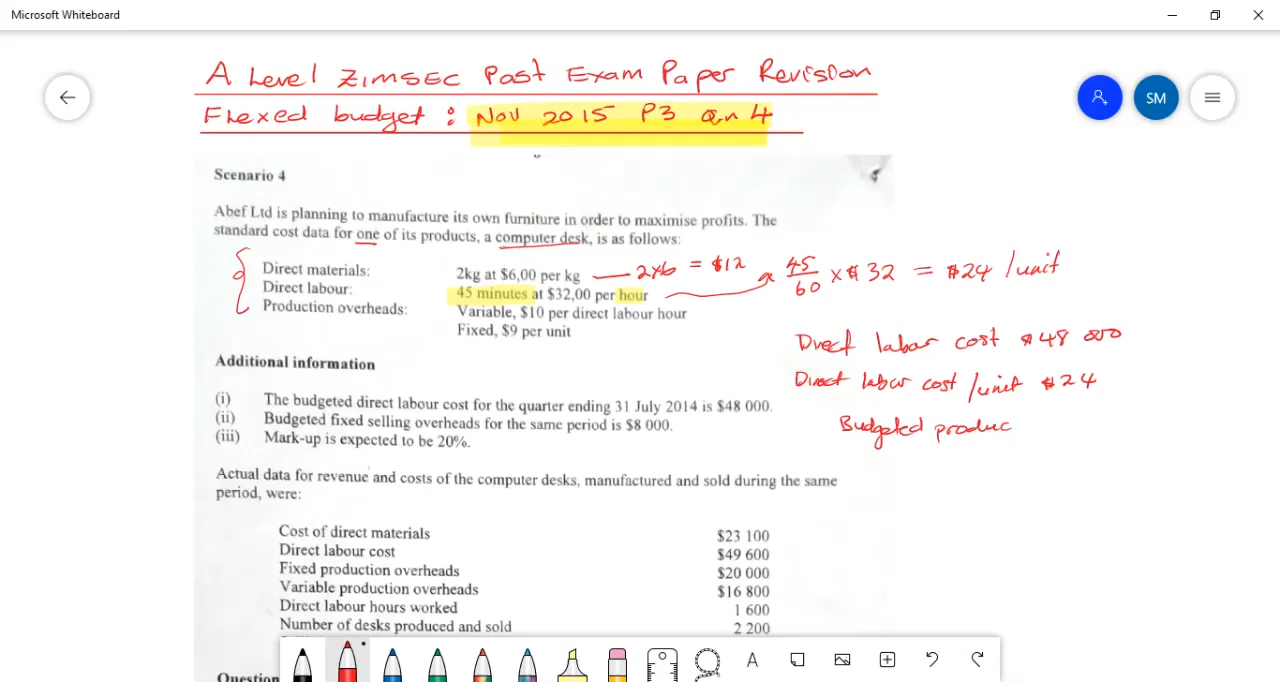 Microsoft Whiteboard
A Level ZIMSEC Past Exam Paper Revision
Flexed budget : Nov 2015 P3 Qn 4
SM
Scenario 4
Abef Ltd is planning to manufacture its own furniture in order to maximise profits. The
standard cost data for one of its products, a computer desk, is as follows:
Direct materials: 2kg at $6,00 per kg — 2×6 = $12
Direct labour: 45 minutes at $32,00 per hour 45/60 × $32 = $24 /unit
Production overheads: Variable, $10 per direct labour hour
Fixed, $9 per unit
Direct labor cost $48 000
Additional information
Direct labor cost /unit $24
(i) The budgeted direct labour cost for the quarter ending 31 July 2014 is $48 000.
(ii) Budgeted fixed selling overheads for the same period is $8 000.
Budgeted produc
(iii) Mark-up is expected to be 20%.
Actual data for revenue and costs of the computer desks, manufactured and sold during the same
period, were:
Cost of direct materials $23 100
Direct labour cost $49 600
Fixed production overheads $20 000
Variable production overheads $16 800
Direct labour hours worked 1 600
Number of desks produced and sold 2 200
A
Question